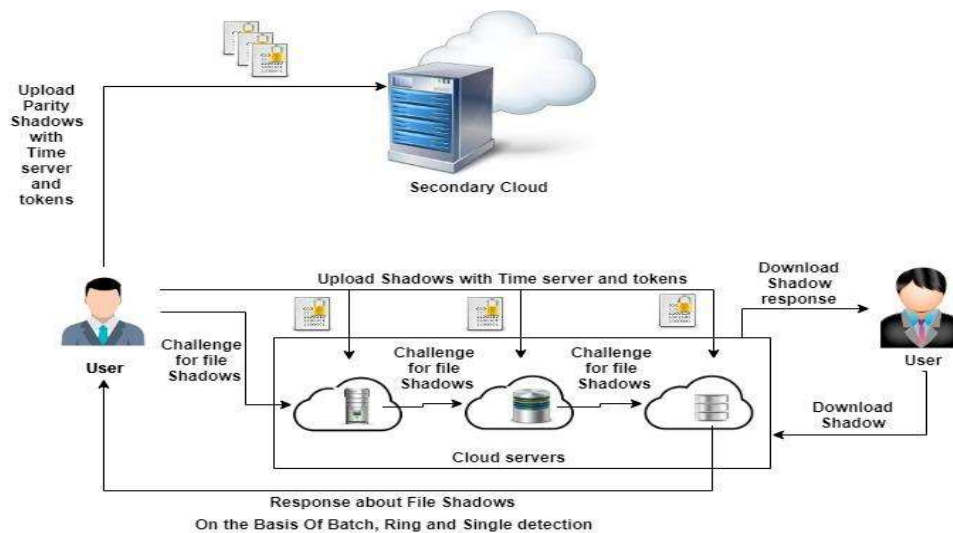 Upload
Parity
Shadows
with
Time
server
and
tokens
Secondary Cloud
Upload Shadows with Time server and tokens
Download
Shadow
response
User
Challenge
for file
Shadows
Challenge
for file
Shadows
Challenge
for file
Shadows
User
Download
Shadow
Cloud servers
Response about File Shadows
On the Basis Of Batch, Ring and Single detection